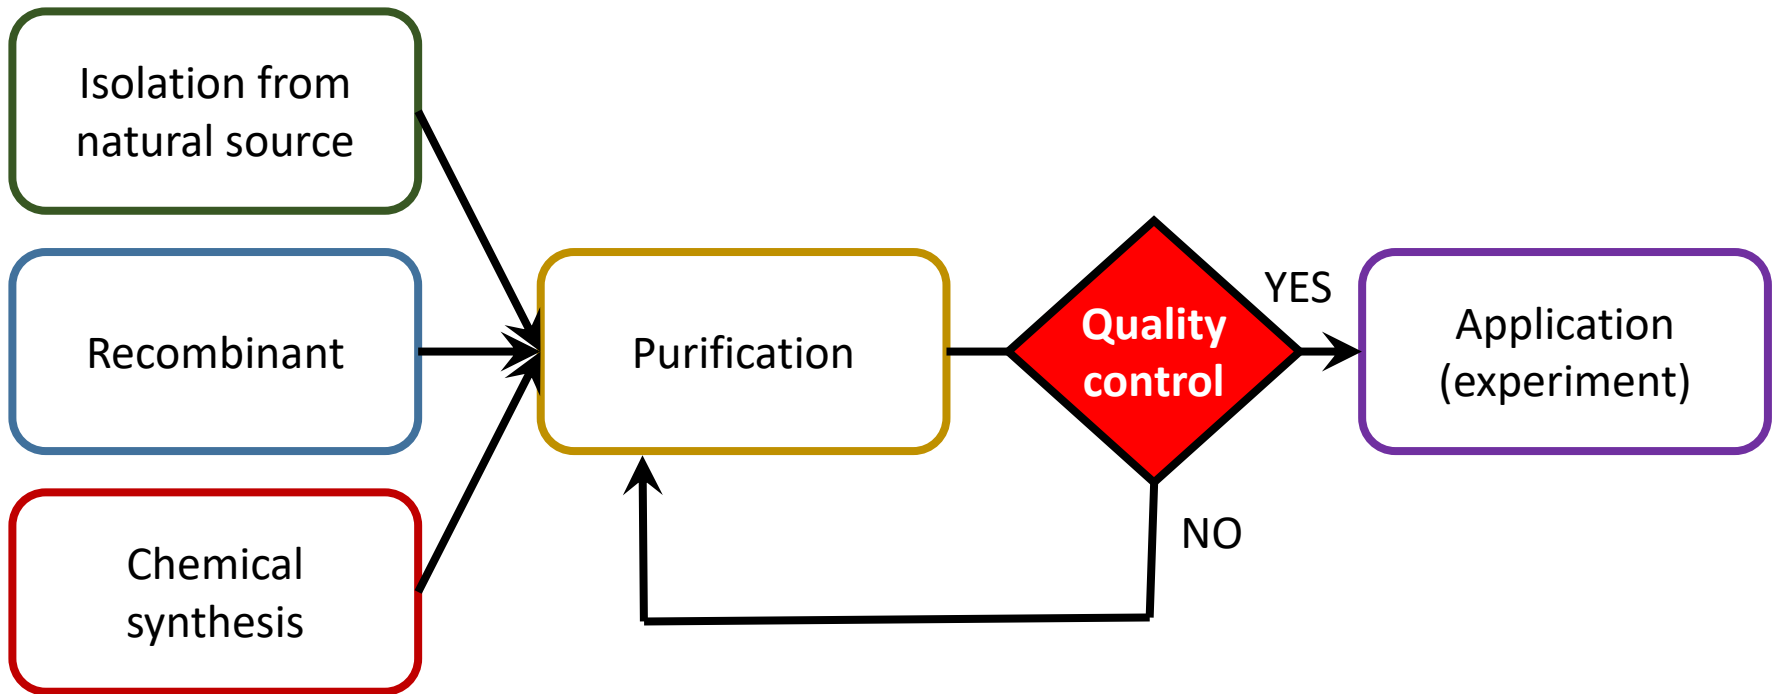 Isolation from
natural source
Recombinant
Chemical
synthesis
Purification
Quality
control
YES
NO
Application
(experiment)